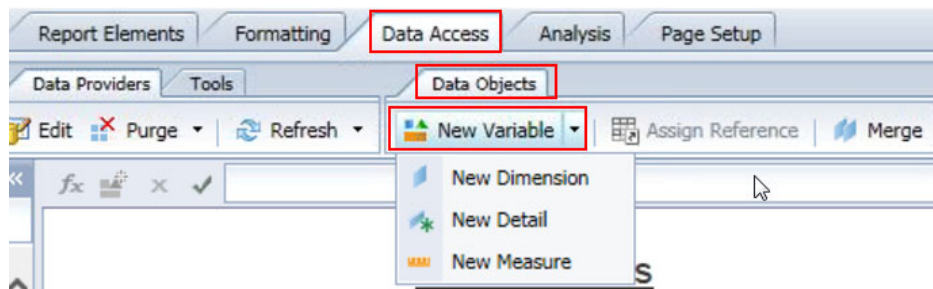 Report Elements Formatting Data Access Analysis Page Setup
Data Providers Tools Data Objects
Edit Purge Refresh New Variable Assign Reference Merge
fx New Dimension
New Detail
New Measure
S